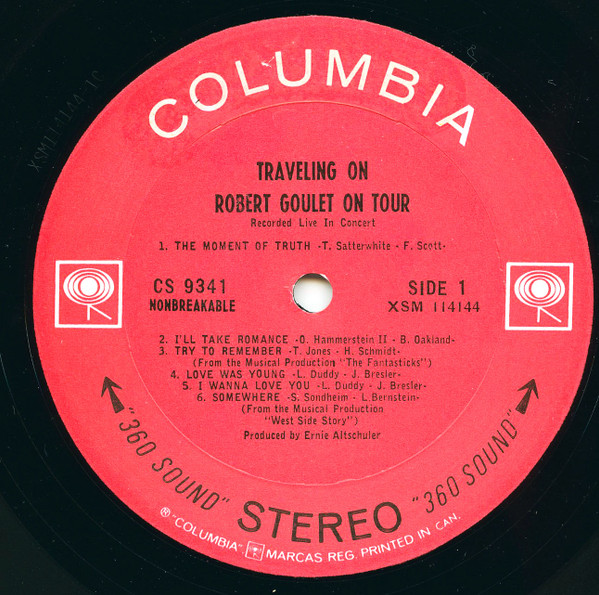 COLUMBIA
TRAVELING ON
ROBERT GOULET ON TOUR
Recorded Live In Concert
1. THE MOMENT OF TRUTH -T. Satterwhite - F. Scott-
CS 9341
NONBREAKABLE
SIDE 1
XSM 114144
2. I'LL TAKE ROMANCE -O. Hammerstein II - B. Oakland-
3. TRY TO REMEMBER -T. Jones - H. Schmidt-
(From the Musical Production "The Fantasticks")
4. LOVE WAS YOUNG -L. Duddy - J. Bresler-
5. I WANNA LOVE YOU -L. Duddy - J. Bresler-
6. SOMEWHERE -S. Sondheim - L.Bernstein-
(From the Musical Production
"West Side Story")
Produced by Ernie Altschuler
"360 SOUND" STEREO "360 SOUND"
® "COLUMBIA" MARCAS REG. PRINTED IN CAN.